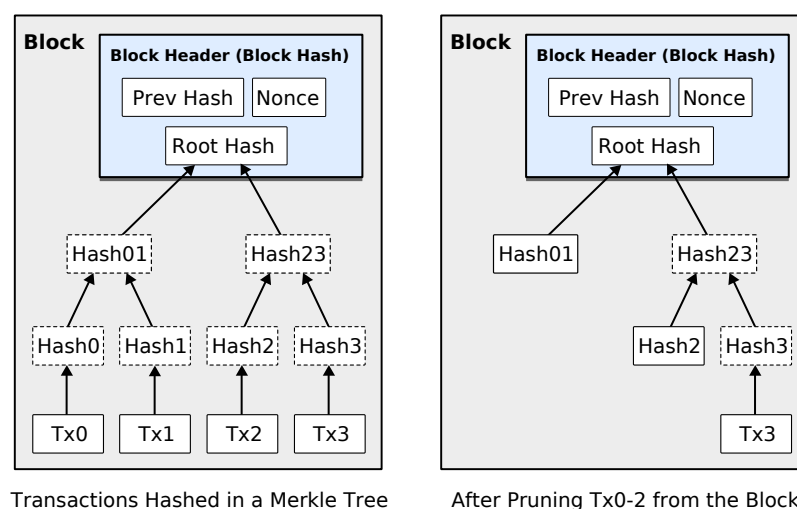 Block
Block Header (Block Hash)
Prev Hash
Nonce
Root Hash
Hash01
Hash23
Hash0
Hash1
Hash2
Hash3
Tx0
Tx1
Tx2
Tx3
Transactions Hashed in a Merkle Tree
Block
Block Header (Block Hash)
Prev Hash
Nonce
Root Hash
Hash01
Hash23
Hash2
Hash3
Tx3
After Pruning Tx0-2 from the Block